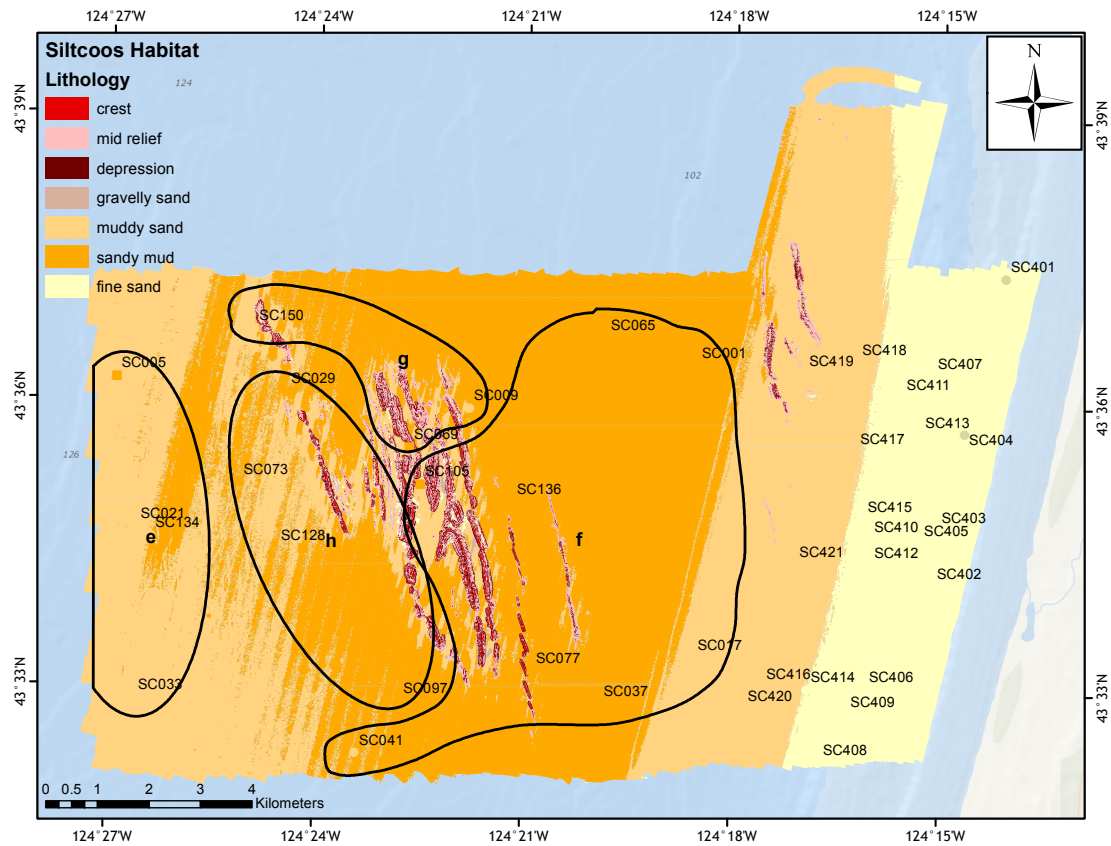 124°27'W 124°24'W 124°21'W 124°18'W 124°15'W
Siltcoos Habitat
Lithology
crest
mid relief
depression
gravelly sand
muddy sand
sandy mud
fine sand
N
124
102
126
43°39'N
43°39'N
43°36'N
43°36'N
43°33'N
43°33'N
SC401
SC150
SC065
SC005
g
SC001
SC419
SC418
SC407
SC029
SC411
SC009
SC413
SC069
SC417
SC404
SC073
SC105
SC136
SC021
SC134
SC415
SC403
e
SC128
h
f
SC410
SC405
SC421
SC412
SC402
SC017
SC077
SC033
SC097
SC037
SC416
SC414
SC406
SC420
SC409
SC041
SC408
0 0.5 1 2 3 4
Kilometers
124°27'W 124°24'W 124°21'W 124°18'W 124°15'W